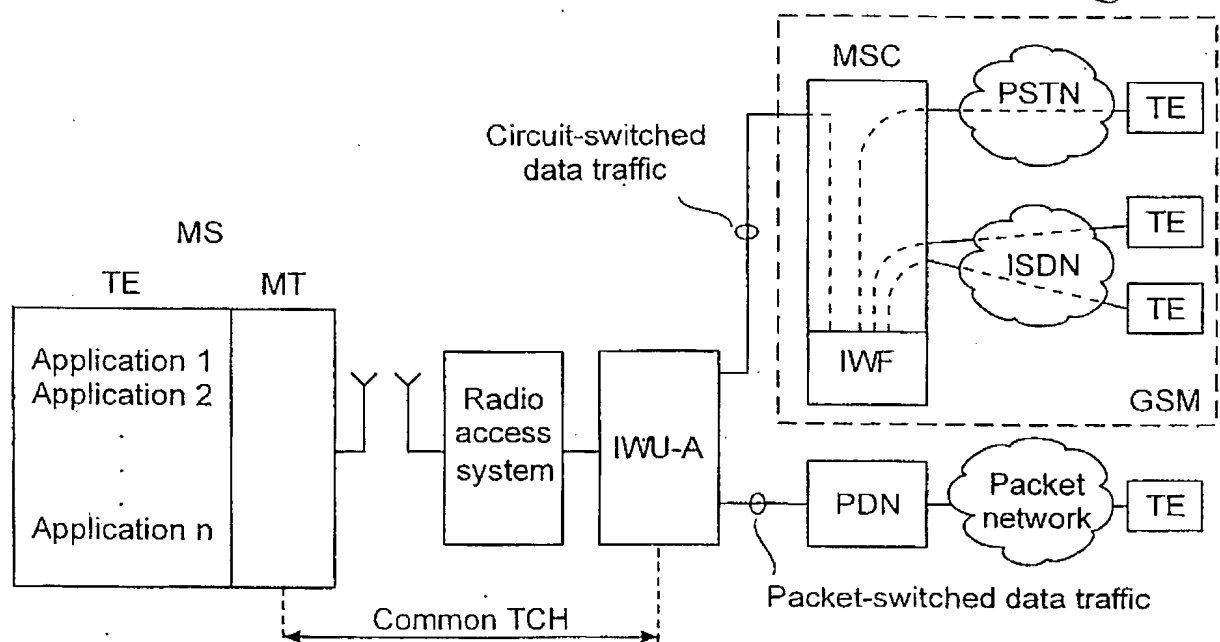 MSC
PSTN
TE
Circuit-switched
data traffic
MS
TE
ISDN
TE
TE
MT
Application 1
Application 2
.
.
.
Application n
Radio
access
system
IWU-A
IWF
GSM
PDN
Packet
network
TE
Packet-switched data traffic
Common TCH